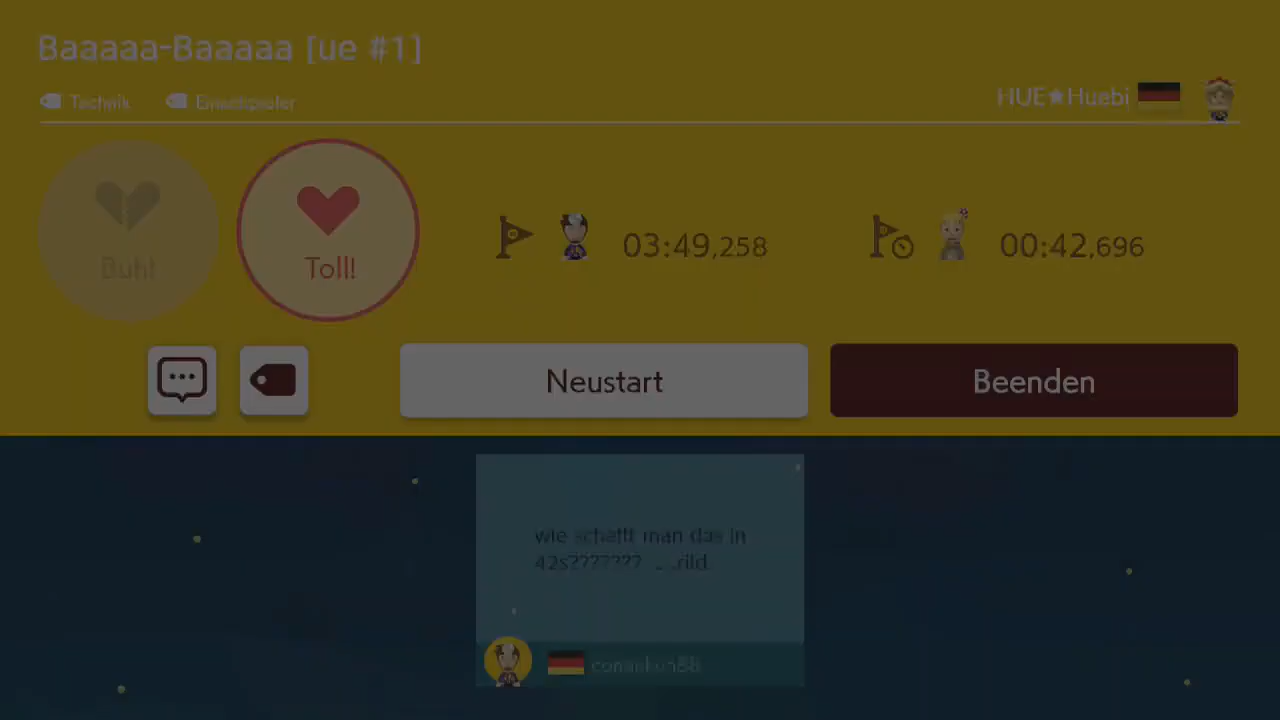 Baaaaa-Baaaaa [ue #1]
Technik Einzelspieler
HUE★Huebi
Buh!
Toll!
03:49,258
00:42,696
Neustart
Beenden
wie schafft man das in
42s???????